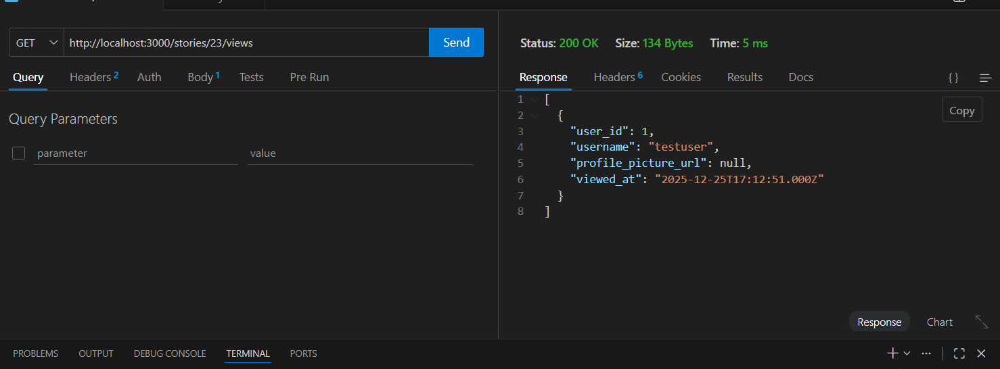 GET http://localhost:3000/stories/23/views Send
Query Headers 2 Auth Body 1 Tests Pre Run
Query Parameters
parameter value
Status: 200 OK Size: 134 Bytes Time: 5 ms
Response Headers 6 Cookies Results Docs { }
Copy
1 [
2 {
3 "user_id": 1,
4 "username": "testuser",
5 "profile_picture_url": null,
6 "viewed_at": "2025-12-25T17:12:51.000Z"
7 }
8 ]
Response Chart
PROBLEMS OUTPUT DEBUG CONSOLE TERMINAL PORTS